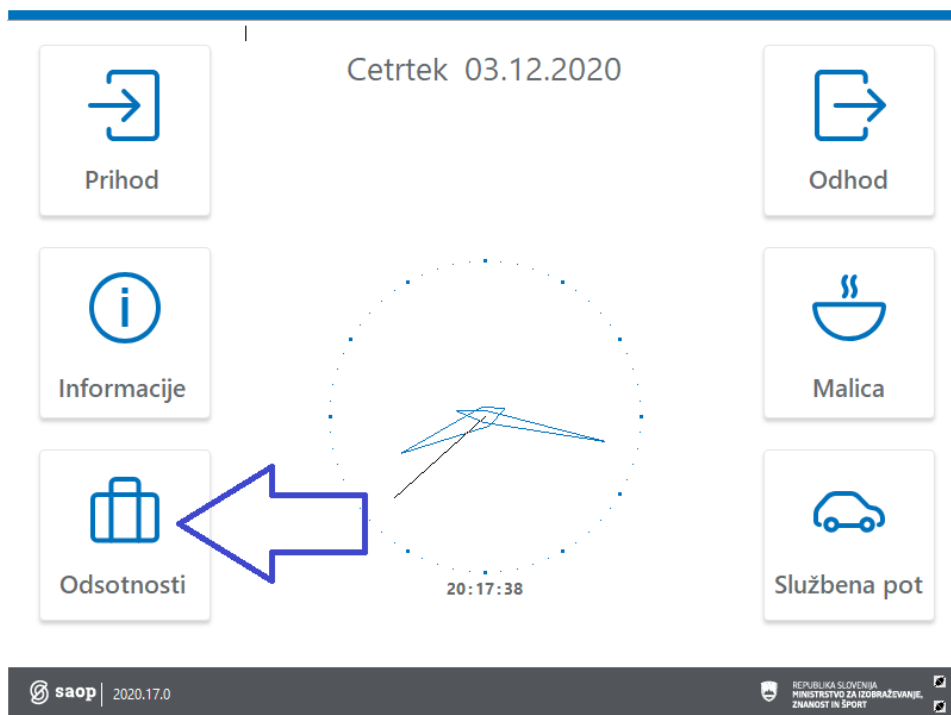 Cetrtek 03.12.2020
Prihod
Odhod
Informacije
Malica
Odsotnosti
20:17:38
Službena pot
saop 2020.17.0
REPUBLIKA SLOVENIJA
MINISTRSTVO ZA IZOBRAŽEVANJE,
ZNANOST IN ŠPORT